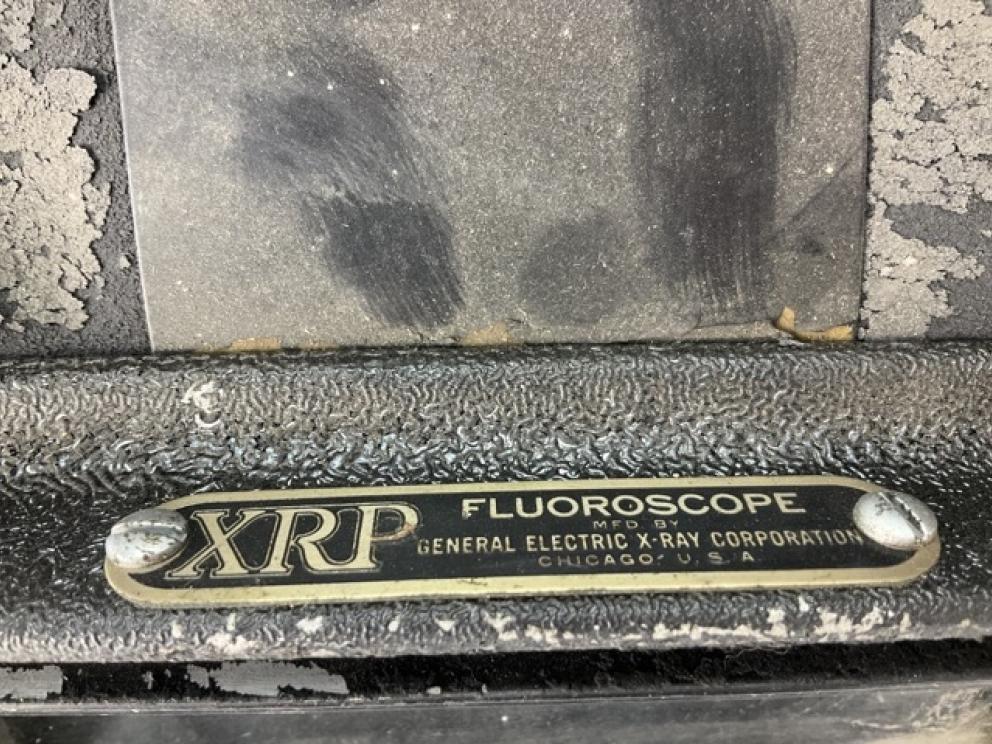 XRP
FLUOROSCOPE
MFD BY
GENERAL ELECTRIC X-RAY CORPORATION
CHICAGO. U. S. A.